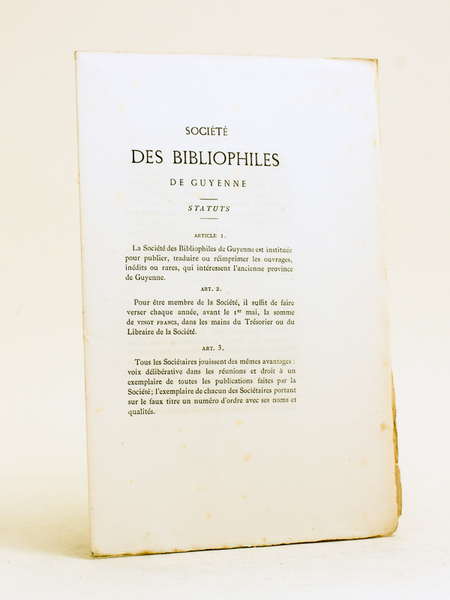 SOCIÉTÉ
DES BIBLIOPHILES
DE GUYENNE
STATUTS
ARTICLE 1.
La Société des Bibliophiles de Guyenne est instituée
pour publier, traduire ou réimprimer les ouvrages,
inédits ou rares, qui intéressent l'ancienne province
de Guyenne.
ART. 2.
Pour être membre de la Société, il suffit de faire
verser chaque année, avant le 1er mai, la somme
de VINGT FRANCS, dans les mains du Trésorier ou du
Libraire de la Société.
ART. 3.
Tous les Sociétaires jouissent des mêmes avantages :
voix délibérative dans les réunions et droit à un
exemplaire de toutes les publications faites par la
Société; l'exemplaire de chacun des Sociétaires portant
sur le faux titre un numéro d'ordre avec ses noms et
qualités.